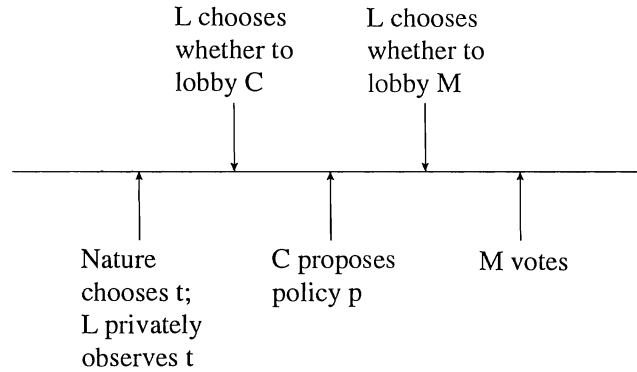 L chooses
whether to
lobby C
L chooses
whether to
lobby M
Nature
chooses t;
L privately
observes t
C proposes
policy p
M votes